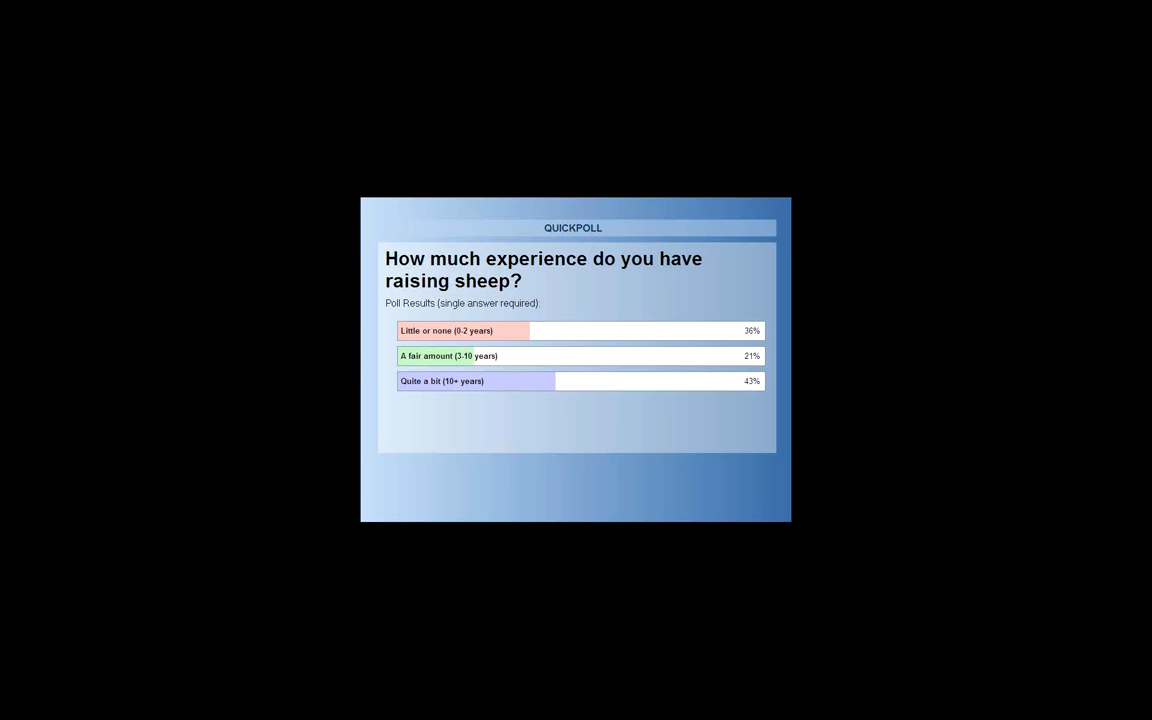 QUICKPOLL
How much experience do you have
raising sheep?
Poll Results (single answer required):
Little or none (0-2 years) 36%
A fair amount (3-10 years) 21%
Quite a bit (10+ years) 43%